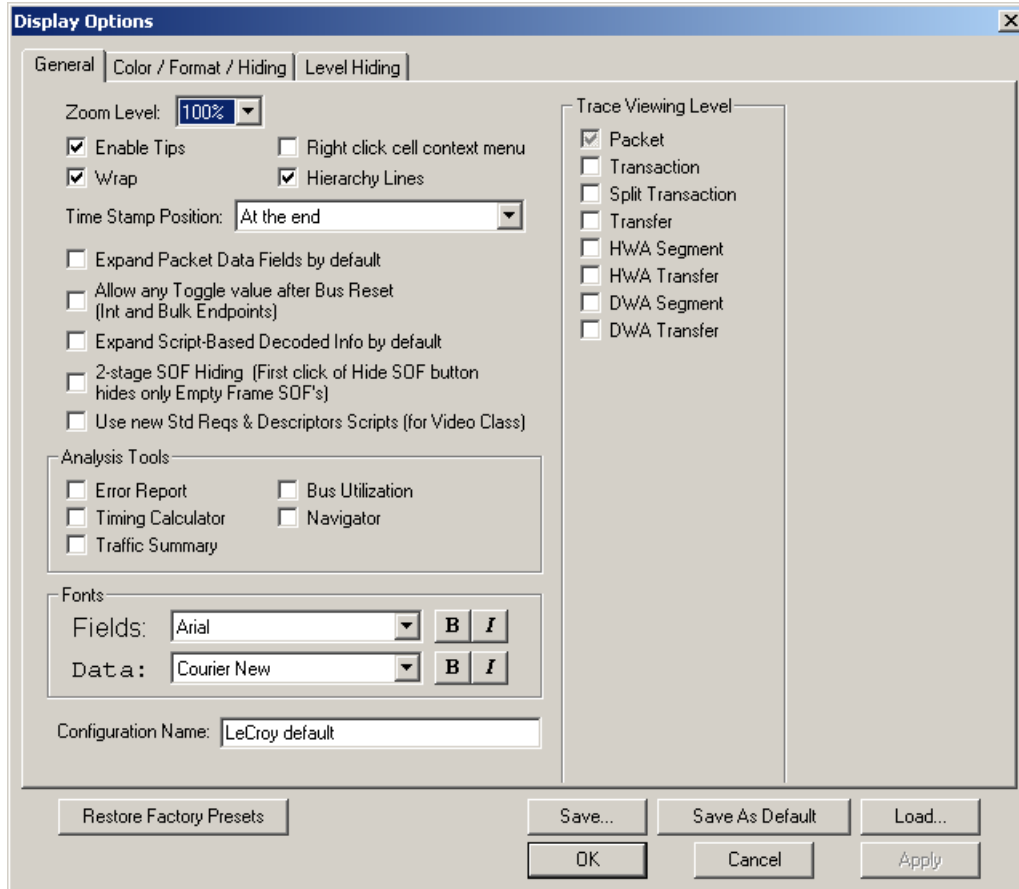 Display Options
General
Color / Format / Hiding
Level Hiding
Zoom Level: 100%
Enable Tips
Right click cell context menu
Wrap
Hierarchy Lines
Time Stamp Position: At the end
Expand Packet Data Fields by default
Allow any Toggle value after Bus Reset
(Int and Bulk Endpoints)
Expand Script-Based Decoded Info by default
2-stage SOF Hiding (First click of Hide SOF button
hides only Empty Frame SOF's)
Use new Std Reqs & Descriptors Scripts (for Video Class)
Analysis Tools
Error Report
Bus Utilization
Timing Calculator
Navigator
Traffic Summary
Fonts
Fields: Arial B I
Data: Courier New B I
Configuration Name: LeCroy default
Trace Viewing Level
Packet
Transaction
Split Transaction
Transfer
HWA Segment
HWA Transfer
DWA Segment
DWA Transfer
Restore Factory Presets
Save...
Save As Default
Load...
OK
Cancel
Apply